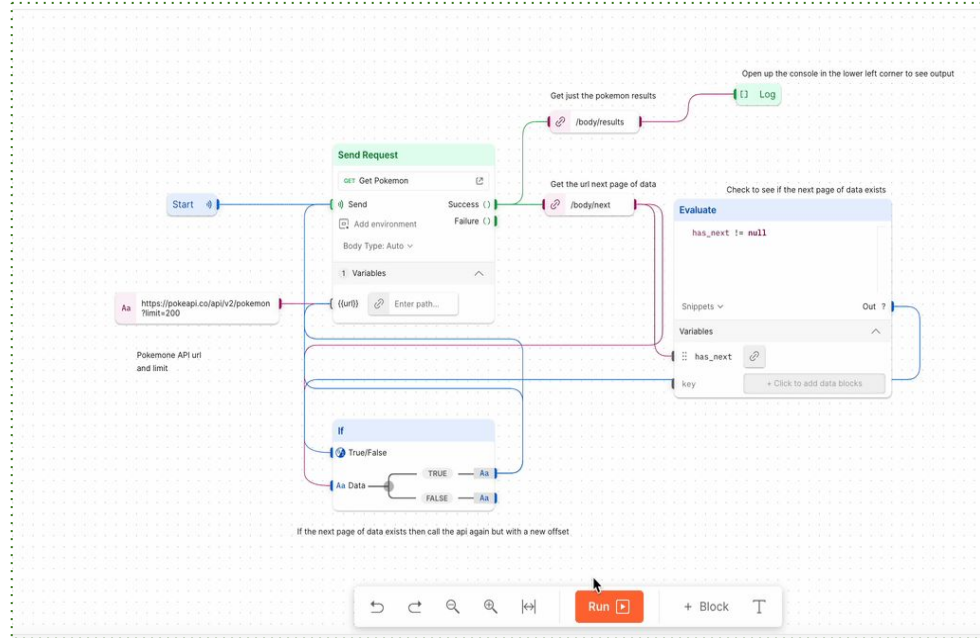 Open up the console in the lower left corner to see output
[] Log
Get just the pokemon results
/body/results
Send Request
GET Get Pokemon
Start
Send
Success ()
Add environment
Failure ()
Body Type: Auto
1 Variables
{{url}}
Enter path...
Get the url next page of data
/body/next
Check to see if the next page of data exists
Evaluate
has_next != null
Snippets
Out ?
Variables
has_next
key
+ Click to add data blocks
Aa
https://pokeapi.co/api/v2/pokemon
?limit=200
Pokemone API url
and limit
If
True/False
TRUE
Aa
Aa Data
FALSE
Aa
If the next page of data exists then call the api again but with a new offset
Run
+ Block
T